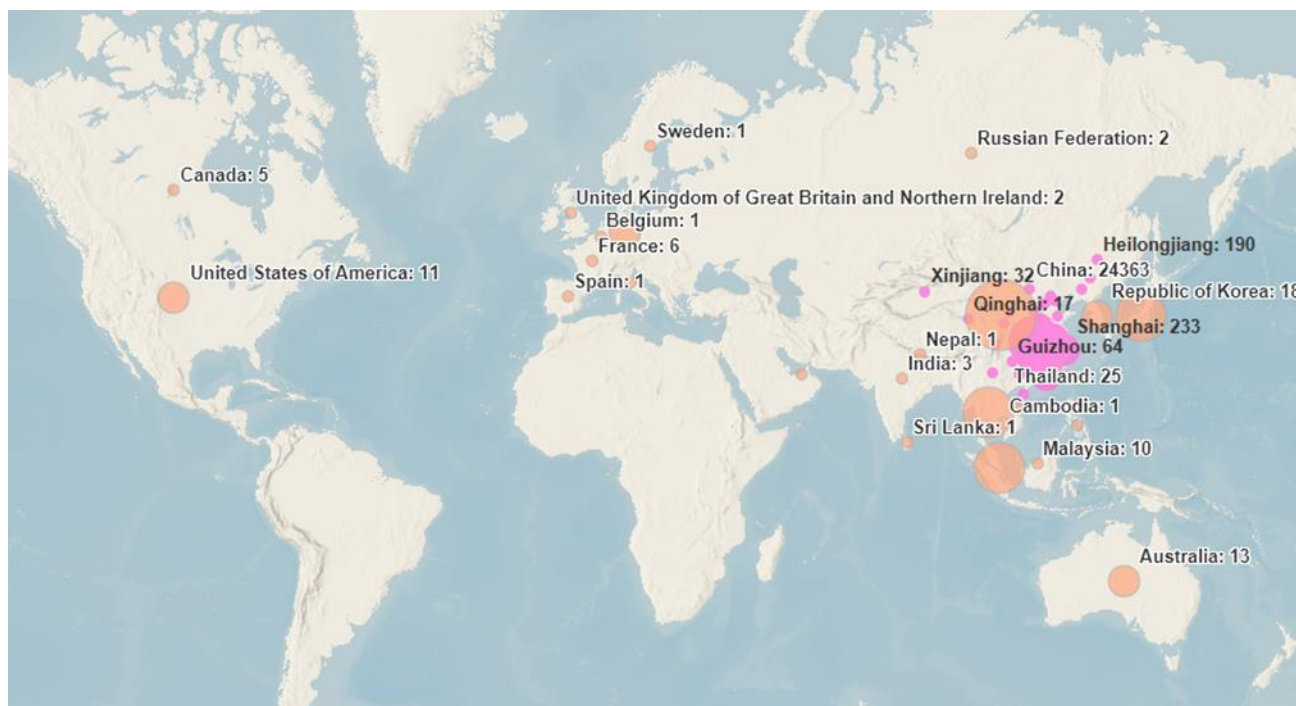 Sweden: 1
Russian Federation: 2
Canada: 5
United Kingdom of Great Britain and Northern Ireland: 2
Belgium: 1
France: 6
Heilongjiang: 190
United States of America: 11
Xinjiang: 32
China: 24363
Spain: 1
Republic of Korea: 18
Qinghai: 17
Shanghai: 233
Nepal: 1
Guizhou: 64
India: 3
Thailand: 25
Cambodia: 1
Sri Lanka: 1
Malaysia: 10
Australia: 13